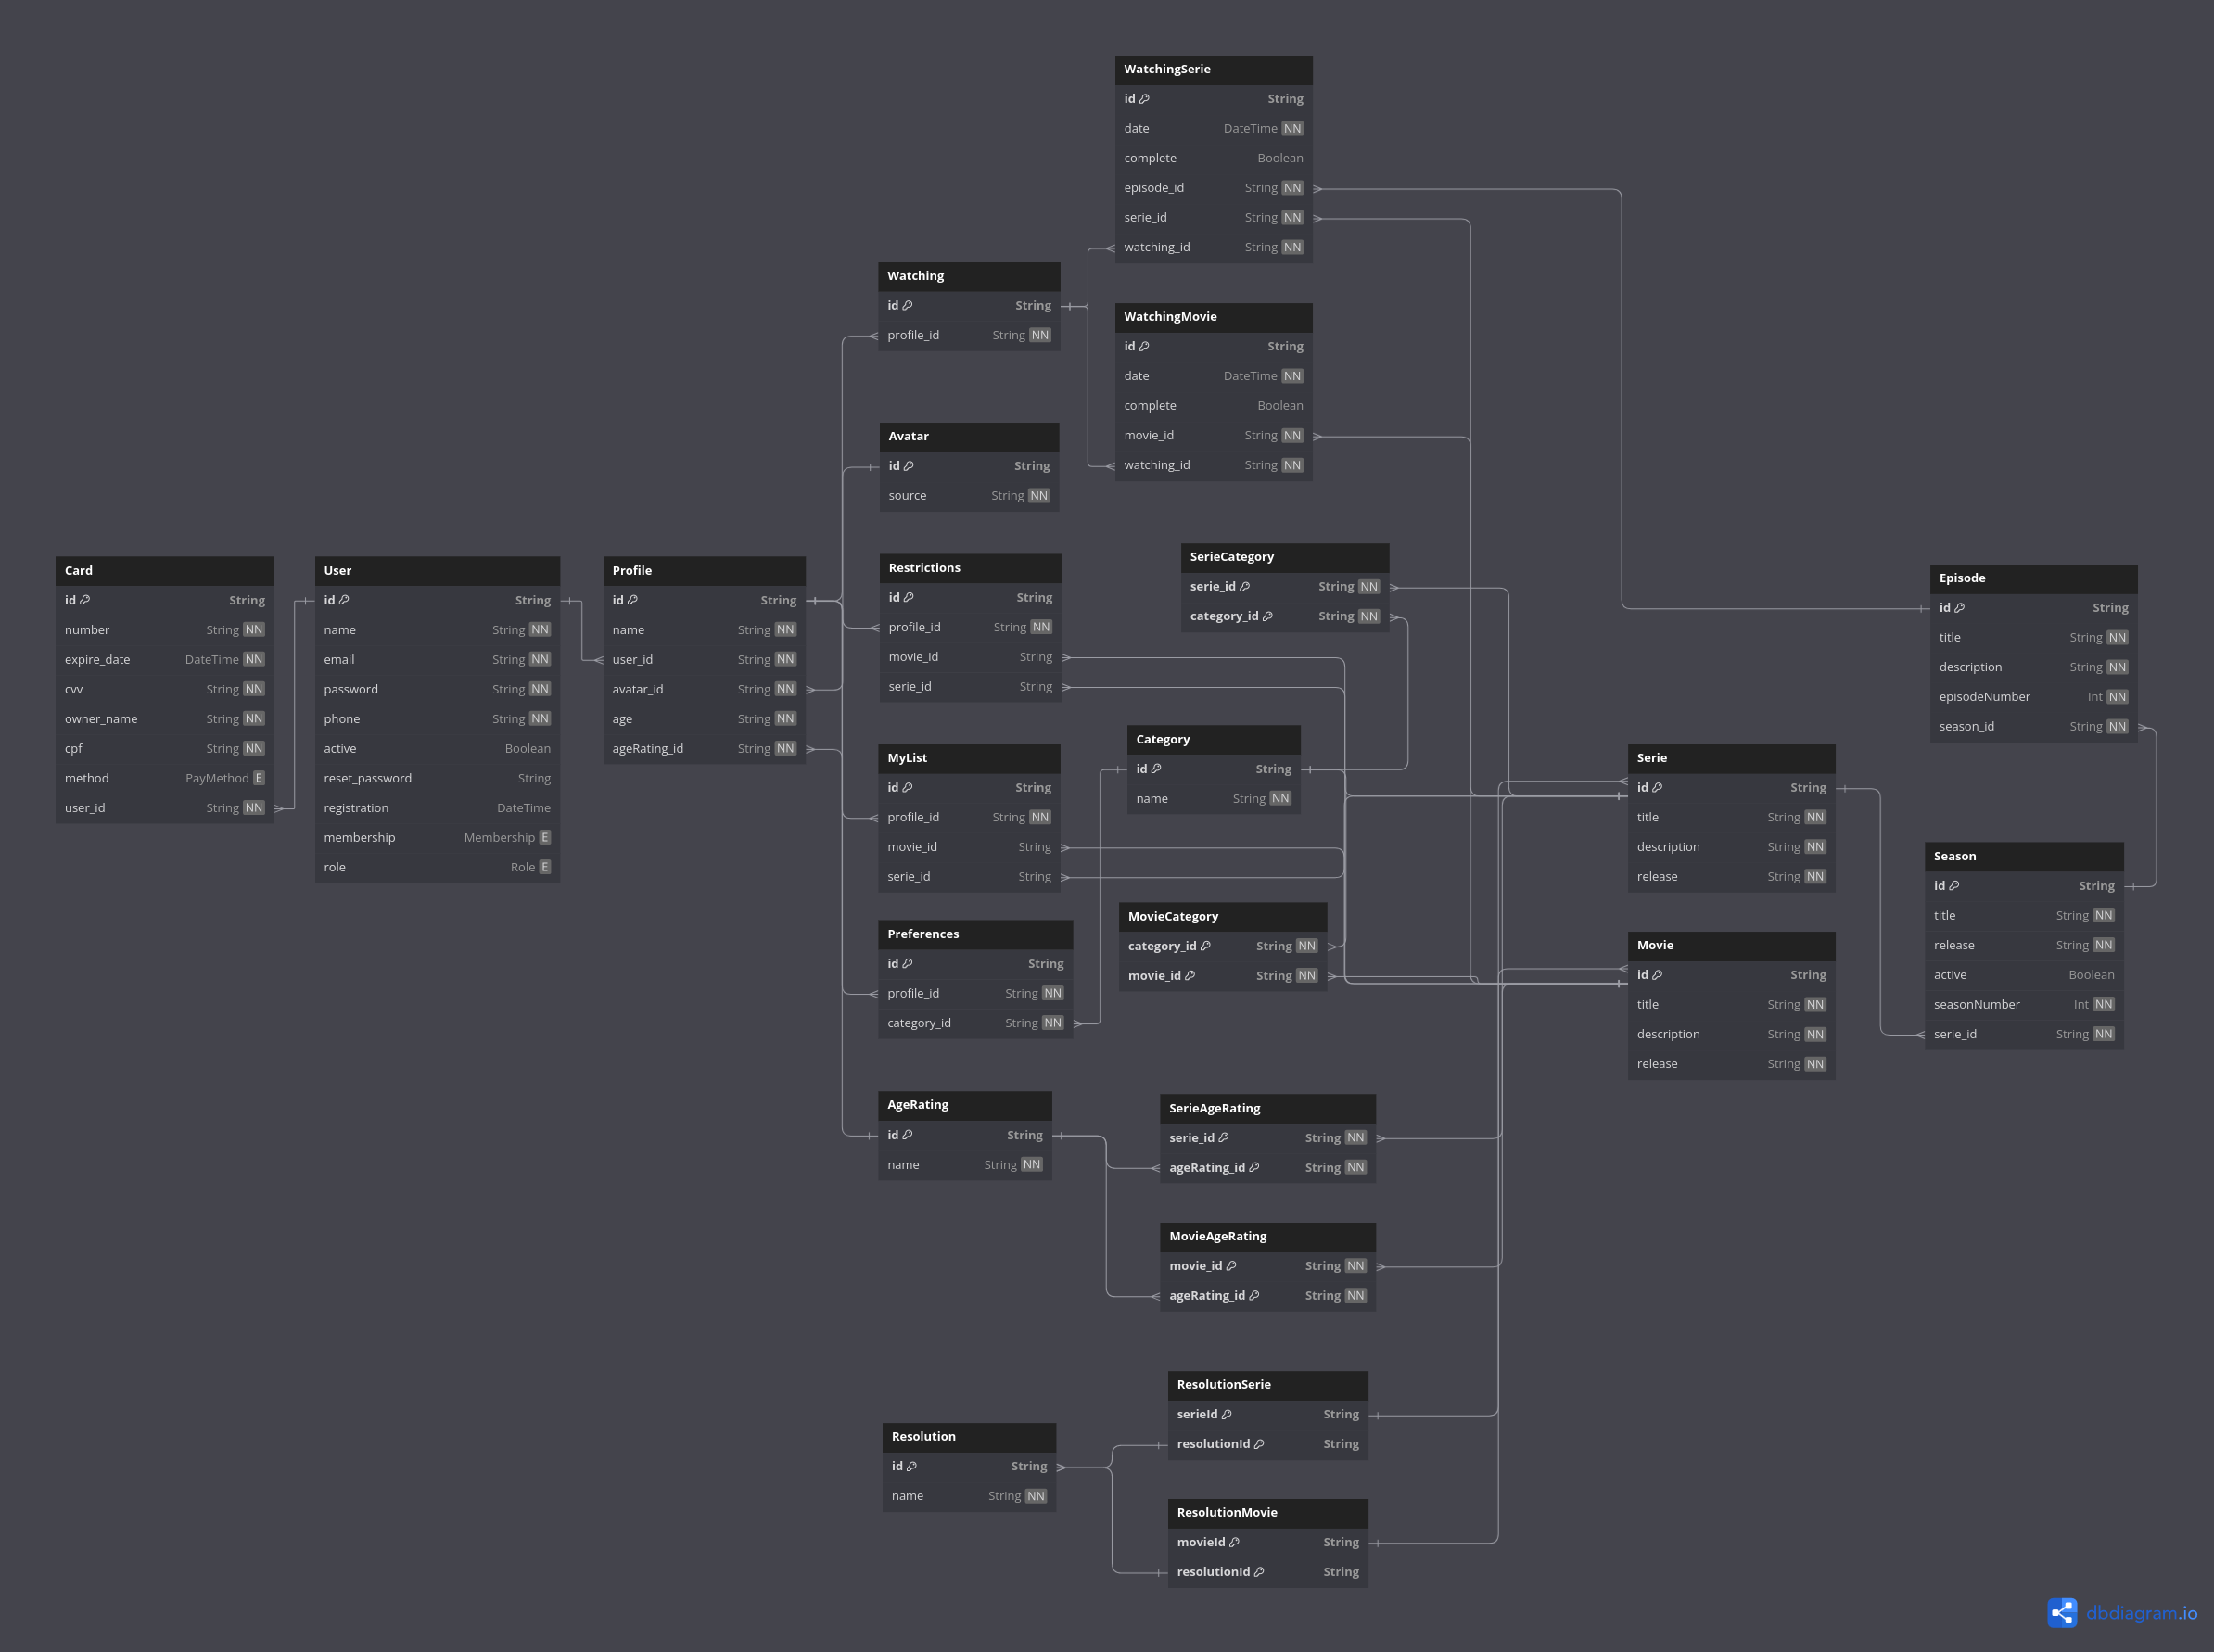 WatchingSerie
id String
date DateTime NN
complete Boolean
episode_id String NN
serie_id String NN
watching_id String NN
Watching
id String
profile_id String NN
WatchingMovie
id String
date DateTime NN
complete Boolean
movie_id String NN
watching_id String NN
Avatar
id String
source String NN
Card
id String
number String NN
expire_date DateTime NN
cvv String NN
owner_name String NN
cpf String NN
method PayMethod E
user_id String NN
User
id String
name String NN
email String NN
password String NN
phone String NN
active Boolean
reset_password String
registration DateTime
membership Membership E
role Role E
Profile
id String
name String NN
user_id String NN
avatar_id String NN
age String NN
ageRating_id String NN
Restrictions
id String
profile_id String NN
movie_id String
serie_id String
SerieCategory
serie_id String NN
category_id String NN
Episode
id String
title String NN
description String NN
episodeNumber Int NN
season_id String NN
MyList
id String
profile_id String NN
movie_id String
serie_id String
Category
id String
name String NN
Serie
id String
title String NN
description String NN
release String NN
Season
id String
title String NN
release String NN
active Boolean
seasonNumber Int NN
serie_id String NN
Preferences
id String
profile_id String NN
category_id String NN
MovieCategory
category_id String NN
movie_id String NN
Movie
id String
title String NN
description String NN
release String NN
AgeRating
id String
name String NN
SerieAgeRating
serie_id String NN
ageRating_id String NN
MovieAgeRating
movie_id String NN
ageRating_id String NN
Resolution
id String
name String NN
ResolutionSerie
serieId String
resolutionId String
ResolutionMovie
movieId String
resolutionId String
dbdiagram.io